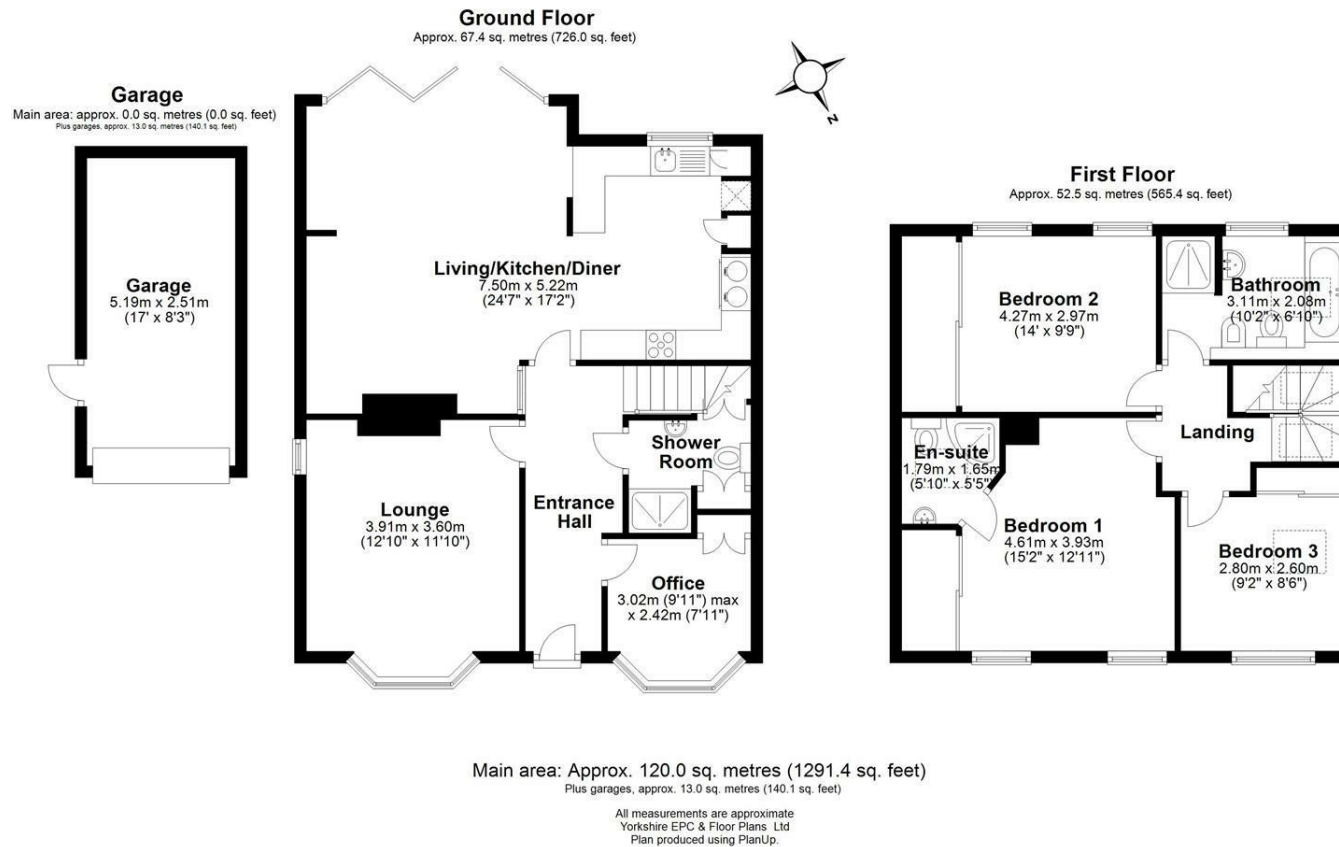 Ground Floor
Approx. 67.4 sq. metres (726.0 sq. feet)
Garage
Main area: approx. 0.0 sq. metres (0.0 sq. feet)
Plus garages, approx. 13.0 sq. metres (140.1 sq. feet)
Garage
5.19m x 2.51m
(17' x 8'3")
N
Living/Kitchen/Diner
7.50m x 5.22m
(24'7" x 17'2")
Lounge
3.91m x 3.60m
(12'10" x 11'10")
Entrance
Hall
Shower
Room
Office
3.02m (9'11") max
x 2.42m (7'11")
First Floor
Approx. 52.5 sq. metres (565.4 sq. feet)
Bedroom 2
4.27m x 2.97m
(14' x 9'9")
Bathroom
3.11m x 2.08m
(10'2" x 6'10")
En-suite
1.79m x 1.65m
(5'10" x 5'5")
Landing
Bedroom 1
4.61m x 3.93m
(15'2" x 12'11")
Bedroom 3
2.80m x 2.60m
(9'2" x 8'6")
Main area: Approx. 120.0 sq. metres (1291.4 sq. feet)
Plus garages, approx. 13.0 sq. metres (140.1 sq. feet)
All measurements are approximate
Yorkshire EPC & Floor Plans Ltd
Plan produced using PlanUp.